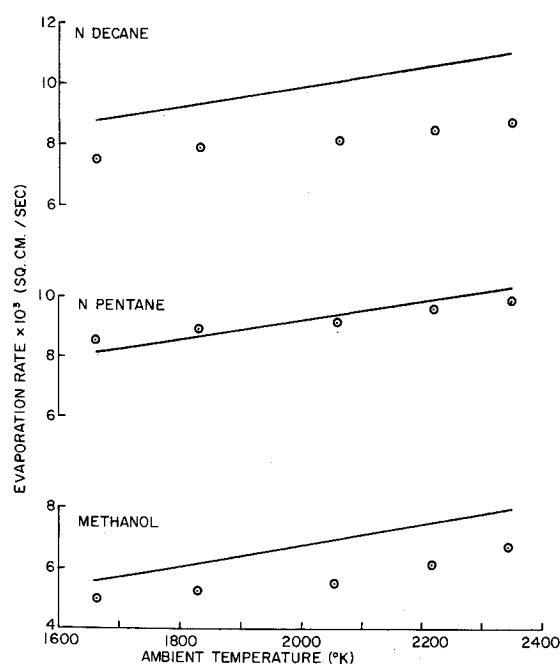 12
N DECANE
10
8
6
EVAPORATION RATE ×10³ (SQ. CM. / SEC)
10
N PENTANE
8
6
8
METHANOL
6
4
1600 1800 2000 2200 2400
AMBIENT TEMPERATURE (°K)